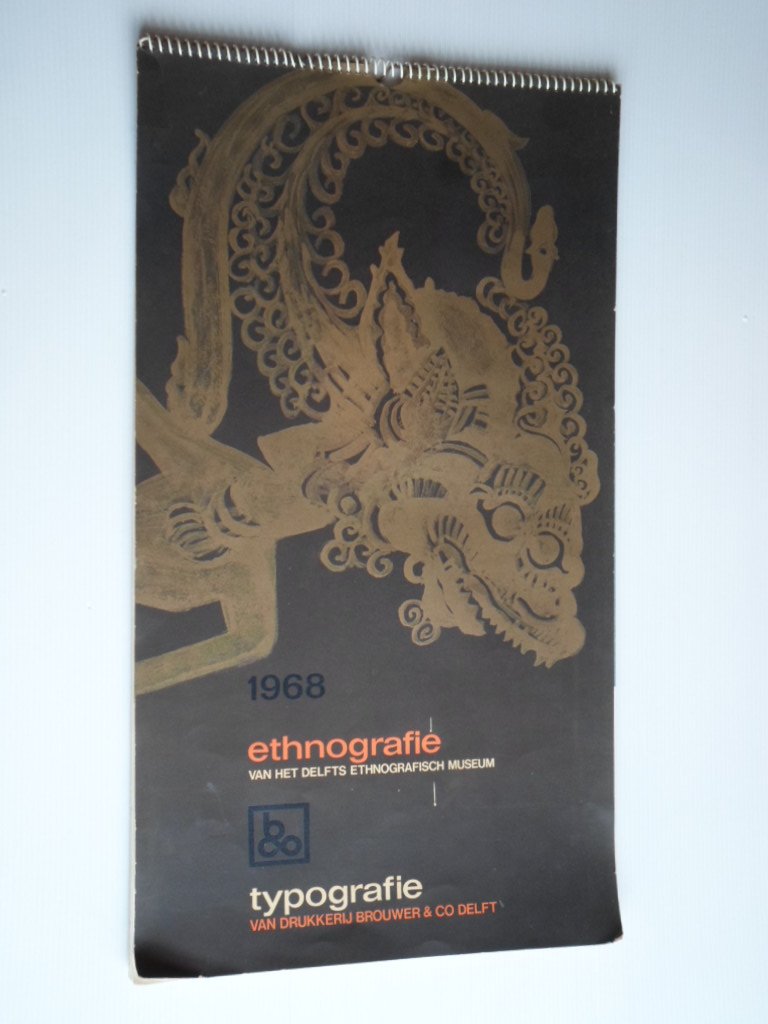 1968
ethnografie
VAN HET DELFTS ETHNOGRAFISCH MUSEUM
b
co
typografie
VAN DRUKKERIJ BROUWER & CO DELFT